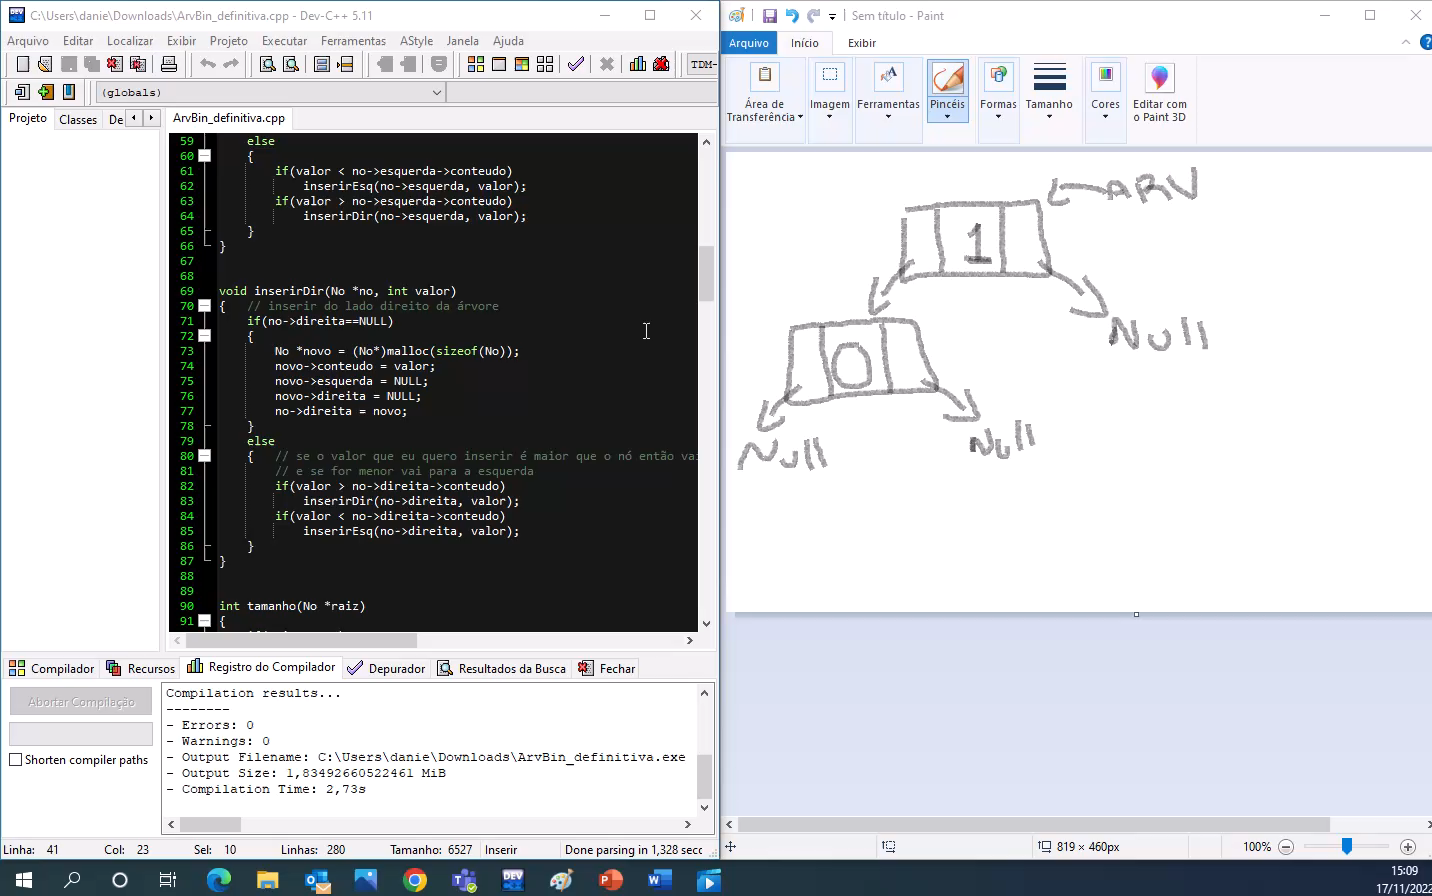 C:\Users\danie\Downloads\ArvBin_definitiva.cpp - Dev-C++ 5.11
Arquivo Editar Localizar Exibir Projeto Executar Ferramentas AStyle Janela Ajuda
TDM-
(globals)
Projeto Classes De
ArvBin_definitiva.cpp
59 else
60 {
61 if(valor < no->esquerda->conteudo)
62 inserirEsq(no->esquerda, valor);
63 if(valor > no->esquerda->conteudo)
64 inserirDir(no->esquerda, valor);
65 }
66 }
67
68
69 void inserirDir(No *no, int valor)
70 { // inserir do lado direito da árvore
71 if(no->direita==NULL)
72 {
73 No *novo = (No*)malloc(sizeof(No));
74 novo->conteudo = valor;
75 novo->esquerda = NULL;
76 novo->direita = NULL;
77 no->direita = novo;
78 }
79 else
80 { // se o valor que eu quero inserir é maior que o nó então vai
81 // e se for menor vai para a esquerda
82 if(valor > no->direita->conteudo)
83 inserirDir(no->direita, valor);
84 if(valor < no->direita->conteudo)
85 inserirEsq(no->direita, valor);
86 }
87 }
88
89
90 int tamanho(No *raiz)
91 {
Compilador Recursos Registro do Compilador Depurador Resultados da Busca Fechar
Abortar Compilação
Shorten compiler paths
Compilation results...
--------
- Errors: 0
- Warnings: 0
- Output Filename: C:\Users\danie\Downloads\ArvBin_definitiva.exe
- Output Size: 1,83492660522461 MiB
- Compilation Time: 2,73s
Linha: 41 Col: 23 Sel: 10 Linhas: 280 Tamanho: 6527 Inserir Done parsing in 1,328 sec
Sem título - Paint
Arquivo Início Exibir
Área de Transferência
Imagem
Ferramentas
Pincéis
Formas
Tamanho
Cores
Editar com o Paint 3D
ARV
1
Null
0
Null
Null
819 × 460px
100%
15:09
17/11/2022